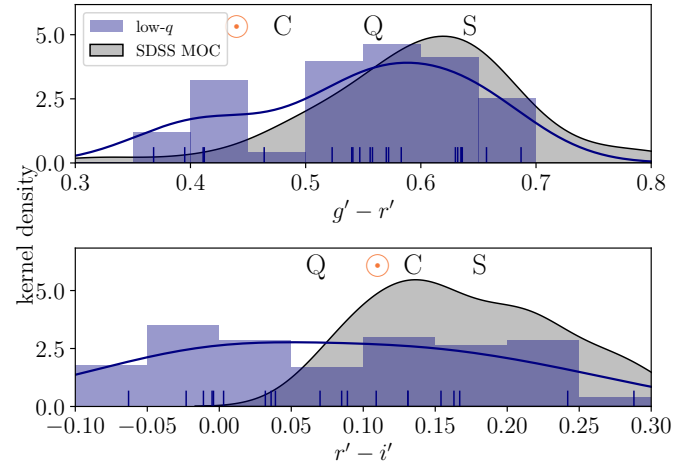 ⊙ C Q S
low-q
SDSS MOC
5.0
2.5
0.0
0.3 0.4 0.5 0.6 0.7 0.8
g′ − r′
kernel density
Q ⊙ C S
5.0
2.5
0.0
−0.10 −0.05 0.00 0.05 0.10 0.15 0.20 0.25 0.30
r′ − i′